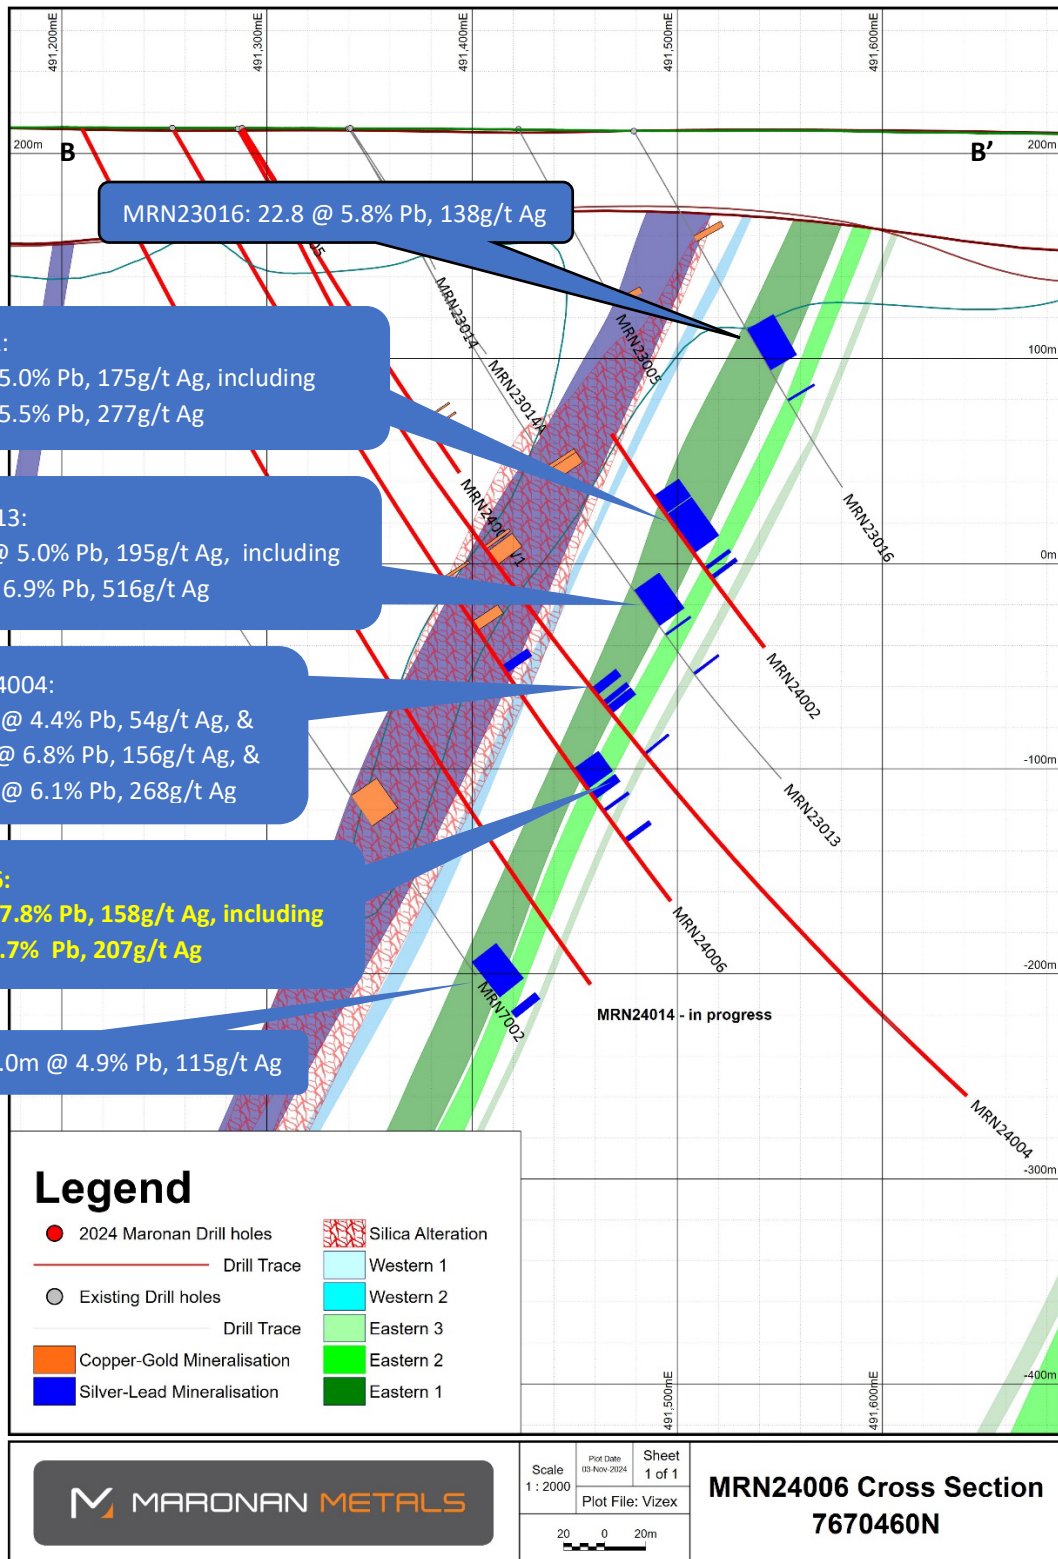 491,200mE
491,300mE
491,400mE
491,500mE
491,600mE
200m
B
B’
200m
MRN23016: 22.8 @ 5.8% Pb, 138g/t Ag
MRN23014
MRN23005
100m
5.0% Pb, 175g/t Ag, including
5.5% Pb, 277g/t Ag
MRN23014A
MRN23016
13:
@ 5.0% Pb, 195g/t Ag, including
6.9% Pb, 516g/t Ag
0m
MRN24002
4004:
@ 4.4% Pb, 54g/t Ag, &
@ 6.8% Pb, 156g/t Ag, &
@ 6.1% Pb, 268g/t Ag
-100m
MRN23013
7.8% Pb, 158g/t Ag, including
.7% Pb, 207g/t Ag
MRN24006
-200m
MRN7002
MRN24014 - in progress
.0m @ 4.9% Pb, 115g/t Ag
MRN24004
-300m
Legend
2024 Maronan Drill holes
Drill Trace
Existing Drill holes
Drill Trace
Copper-Gold Mineralisation
Silver-Lead Mineralisation
Silica Alteration
Western 1
Western 2
Eastern 3
Eastern 2
Eastern 1
491,500mE
491,600mE
-400m
MARONAN METALS
Scale
1 : 2000
Plot Date
03-Nov-2024
Sheet
1 of 1
Plot File: Vizex
20 0 20m
MRN24006 Cross Section
7670460N